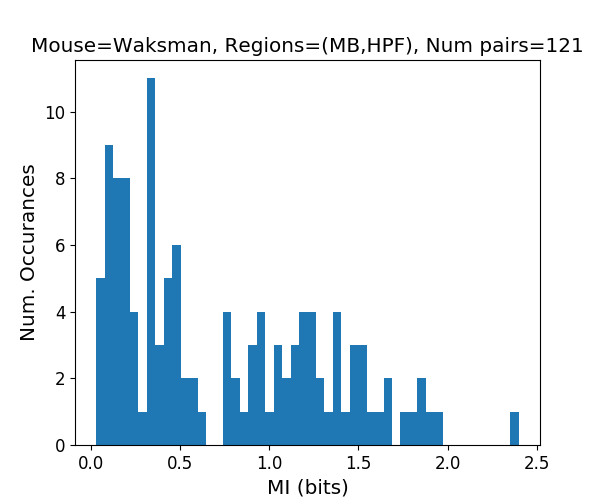 Mouse=Waksman, Regions=(MB,HPF), Num pairs=121
Num. Occurances
10
8
6
4
2
0
0.0 0.5 1.0 1.5 2.0 2.5
MI (bits)